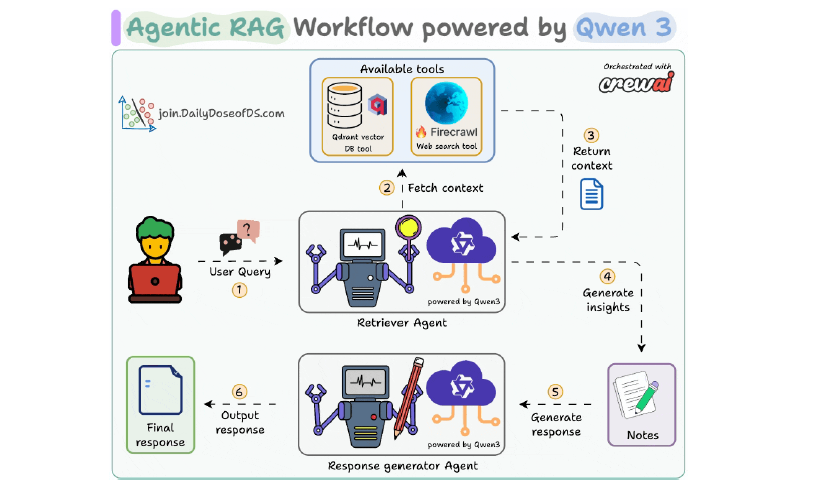 Agentic RAG Workflow powered by Qwen 3
Available tools
Orchestrated with
crewai
join.DailyDoseofDS.com
Qdrant vector
DB tool
Firecrawl
Web search tool
3
Return
context
2 Fetch context
?
User Query
1
powered by Qwen3
Retriever Agent
4
Generate
insights
6
Output
response
Final
response
powered by Qwen3
Response generator Agent
5
Generate
response
Notes